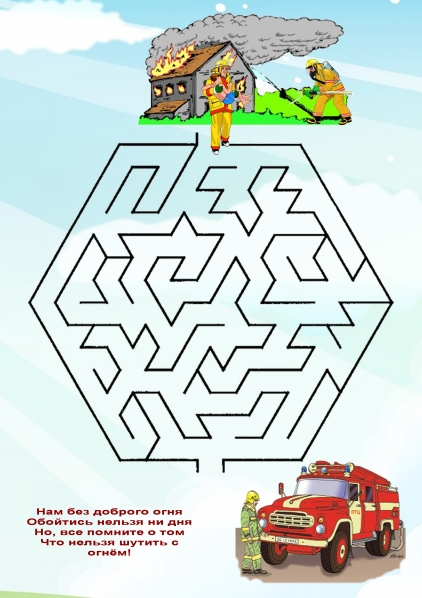 Нам без доброго огня
Обойтись нельзя ни дня
Но, все помните о том
Что нельзя шутить с
огнём!